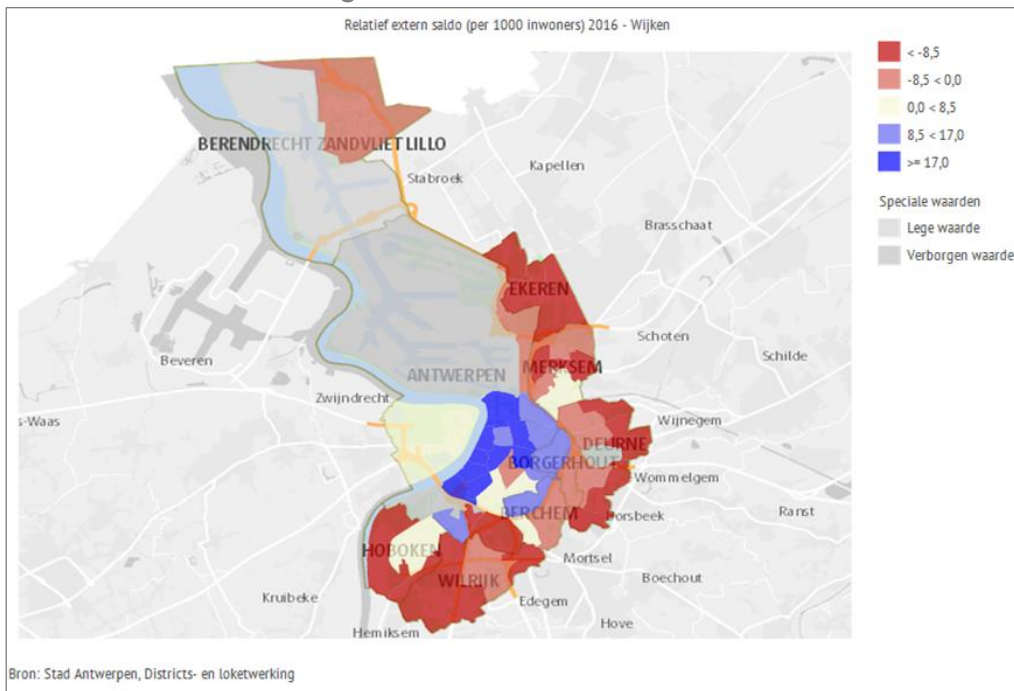 Relatief extern saldo (per 1000 inwoners) 2016 - Wijken
< -8,5
-8,5 < 0,0
0,0 < 8,5
8,5 < 17,0
>= 17,0
Speciale waarden
Lege waarde
Verborgen waarde
BERENDRECHT ZANDVLIET LILLO
Kapellen
Stabroek
Brasschaat
EKEREN
Schoten
Schilde
Beveren
MERKSEM
ANTWERPEN
Zwijndrecht
s-Waas
Wijnegem
DEURNE
BORGERHOUT
Wommelgem
Ranst
BERCHEM
Borsbeek
HOBOKEN
Mortsel
Boechout
WILRIJK
Edegem
Kruibeke
Hove
Hemiksem
Bron: Stad Antwerpen, Districts- en loketwerking